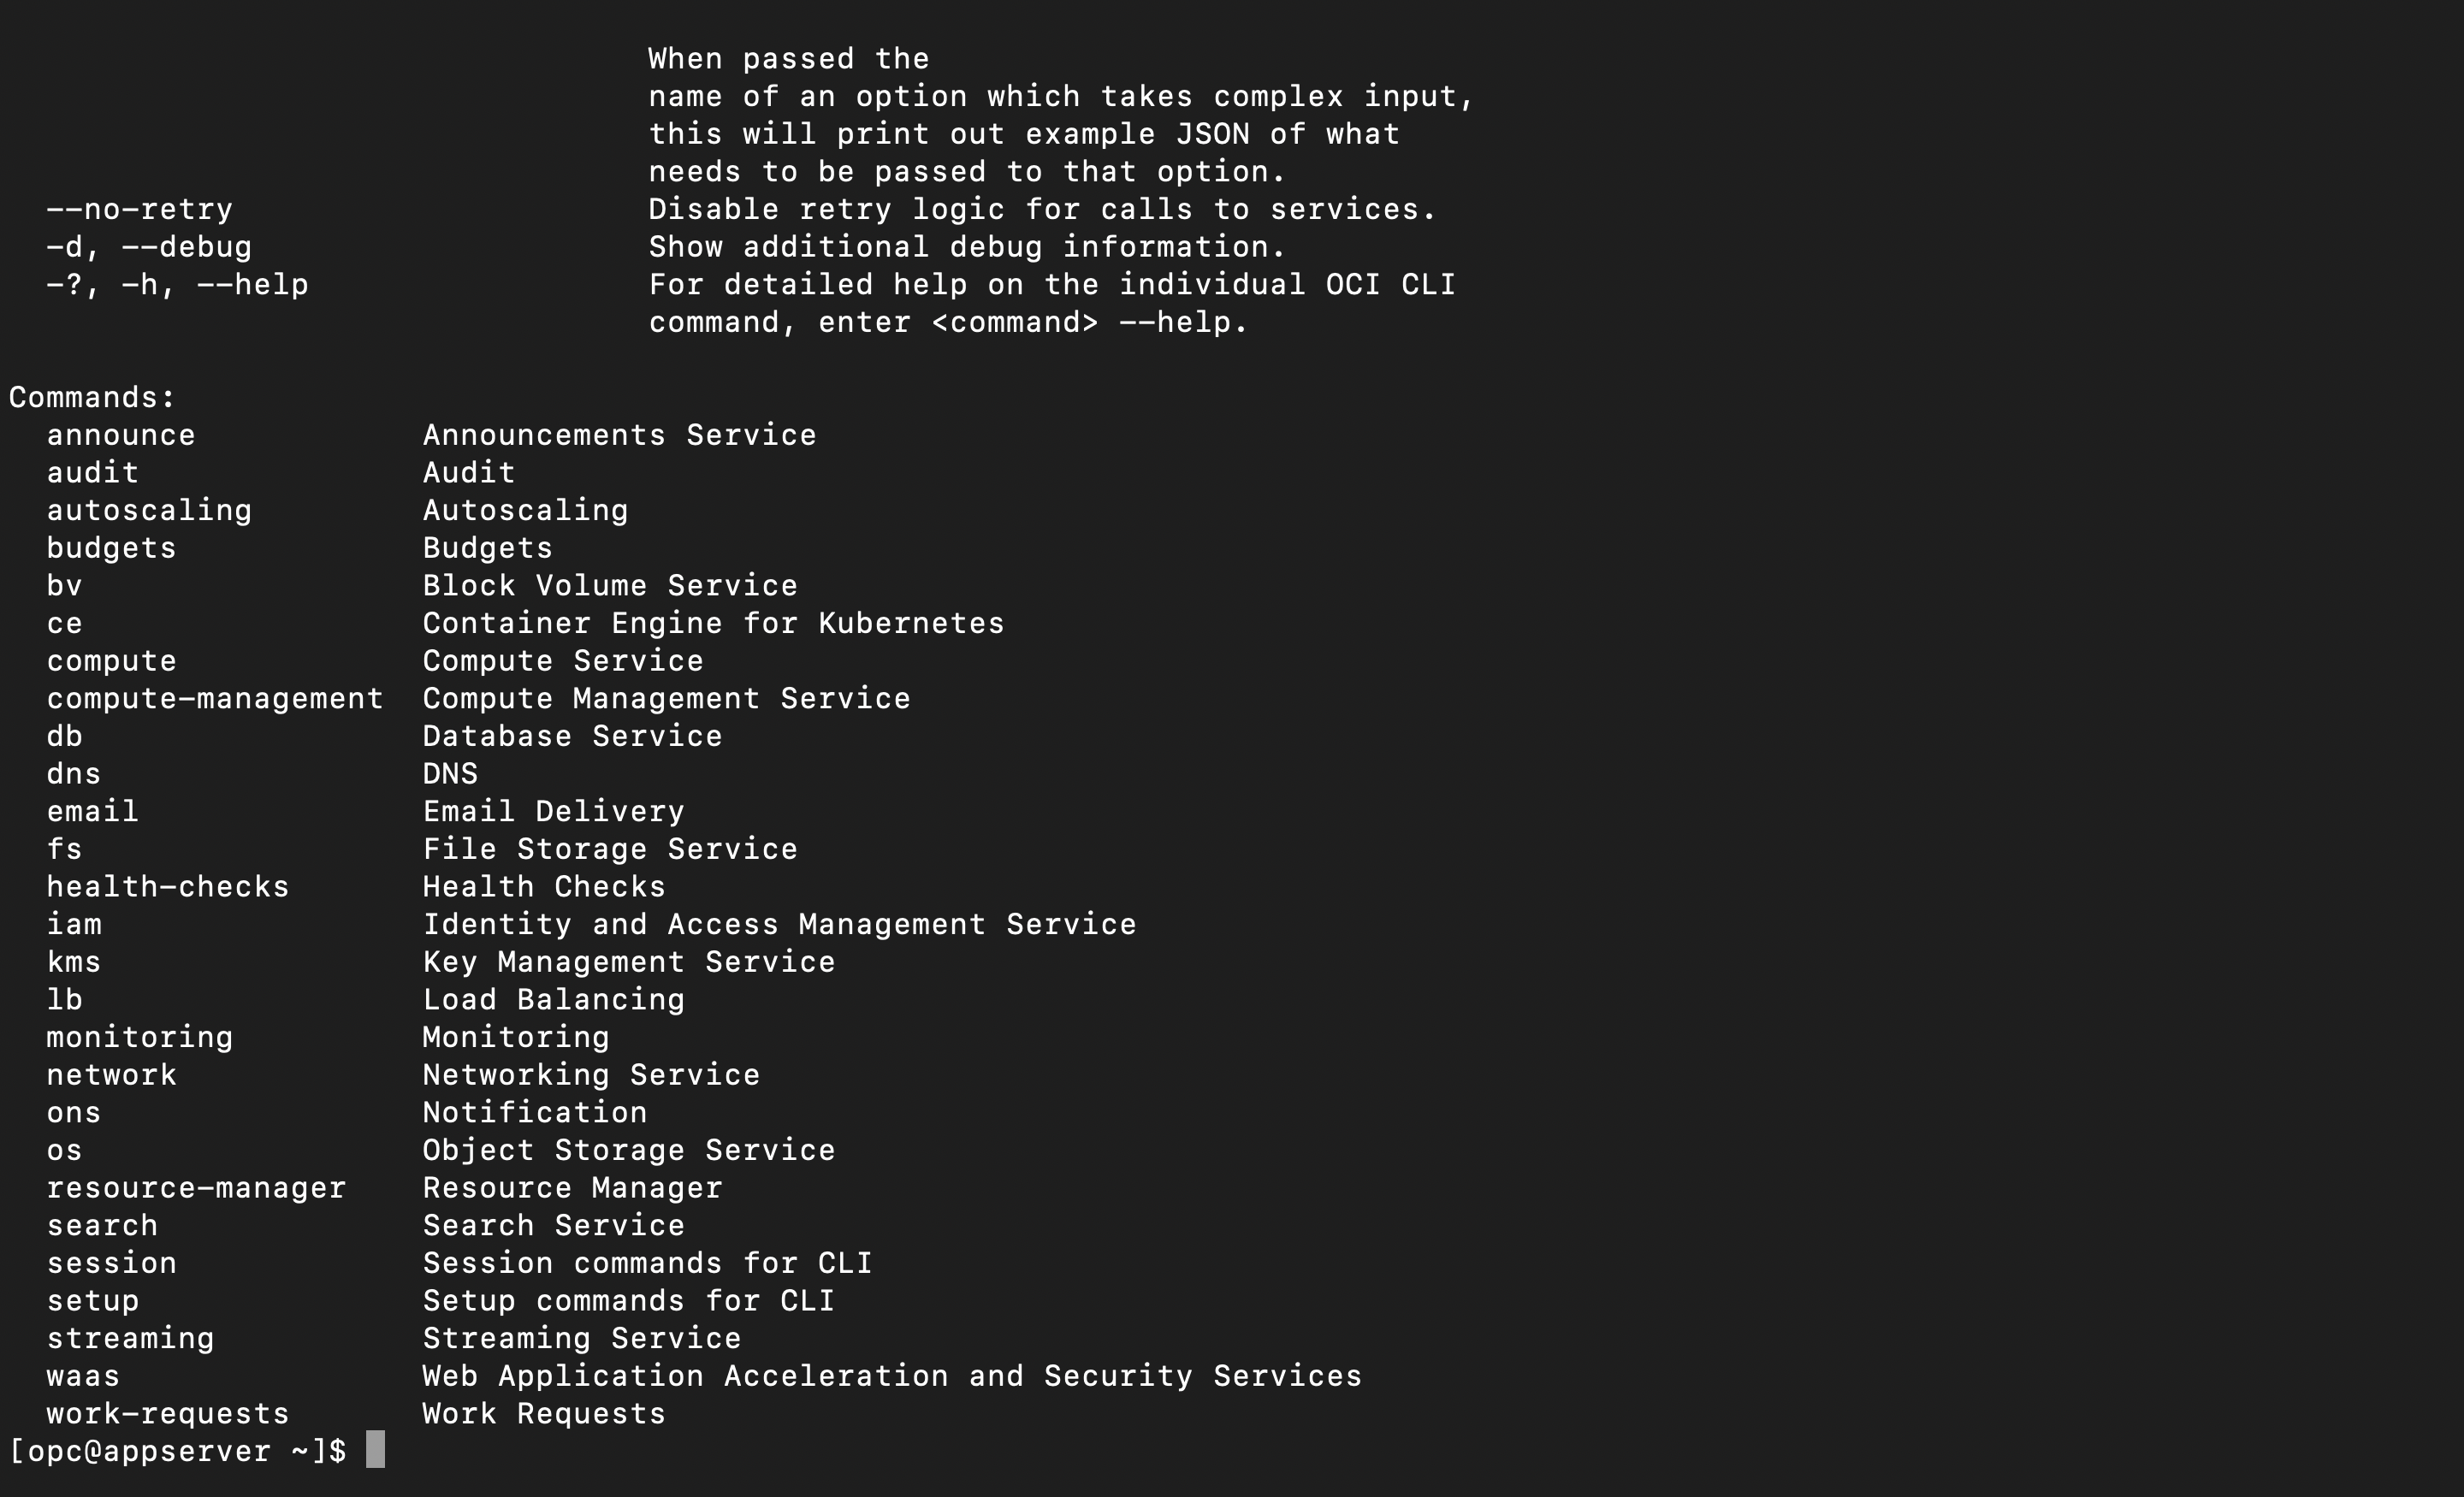 When passed the
name of an option which takes complex input,
this will print out example JSON of what
needs to be passed to that option.
--no-retry Disable retry logic for calls to services.
-d, --debug Show additional debug information.
-?, -h, --help For detailed help on the individual OCI CLI
command, enter <command> --help.
Commands:
announce Announcements Service
audit Audit
autoscaling Autoscaling
budgets Budgets
bv Block Volume Service
ce Container Engine for Kubernetes
compute Compute Service
compute-management Compute Management Service
db Database Service
dns DNS
email Email Delivery
fs File Storage Service
health-checks Health Checks
iam Identity and Access Management Service
kms Key Management Service
lb Load Balancing
monitoring Monitoring
network Networking Service
ons Notification
os Object Storage Service
resource-manager Resource Manager
search Search Service
session Session commands for CLI
setup Setup commands for CLI
streaming Streaming Service
waas Web Application Acceleration and Security Services
work-requests Work Requests
[opc@appserver ~]$